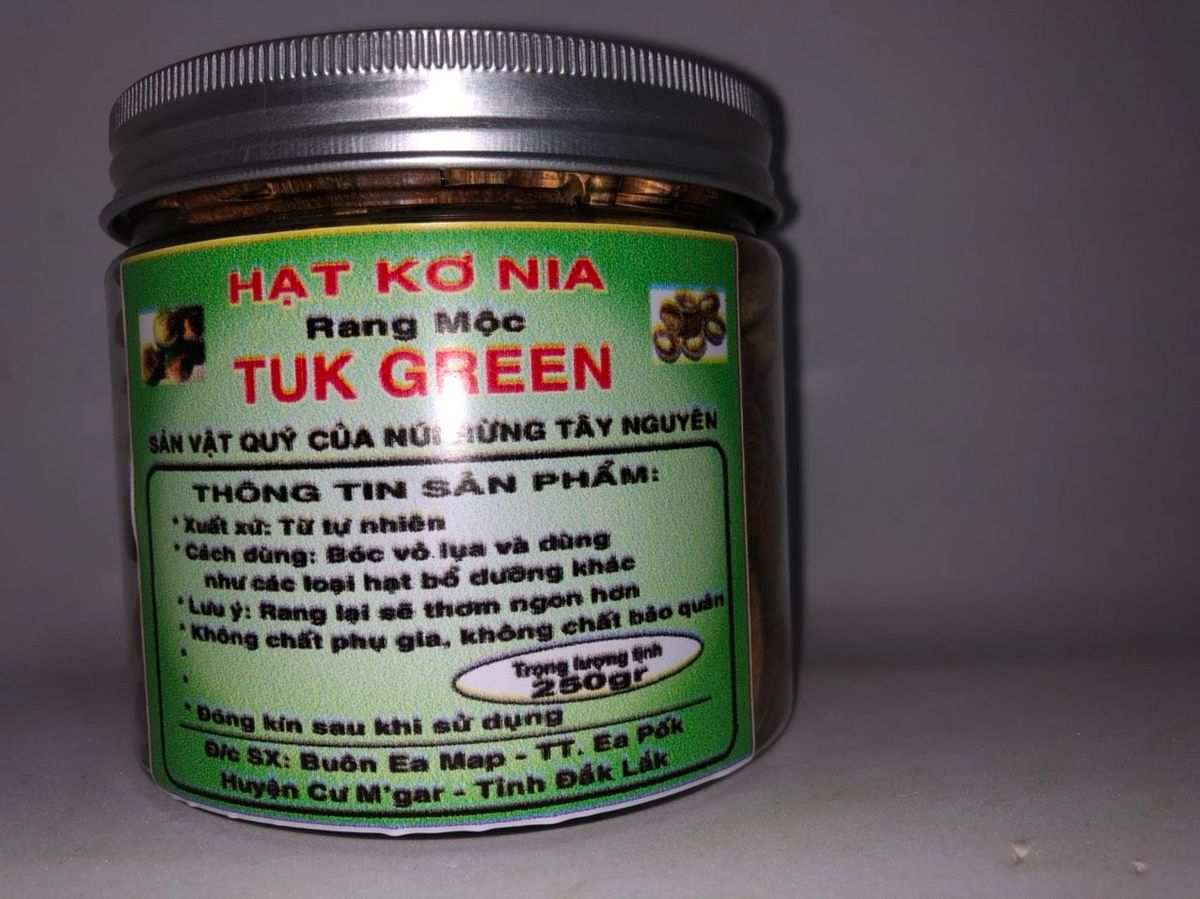 HẠT KƠ NIA
Rang Mộc
TUK GREEN
SẢN VẬT QUÝ CỦA NÚI RỪNG TÂY NGUYÊN
THÔNG TIN SẢN PHẨM:
* Xuất xứ: Từ tự nhiên
* Cách dùng: Bóc vỏ lụa và dùng
như các loại hạt bổ dưỡng khác
* Lưu ý: Rang lại sẽ thơm ngon hơn
* Không chất phụ gia, không chất bảo quản
Trọng lượng tịnh
250gr
* Đóng kín sau khi sử dụng
Đ/c SX: Buôn Ea Map - TT. Ea Pốk
Huyện Cư M'gar - Tỉnh Đắk Lắk